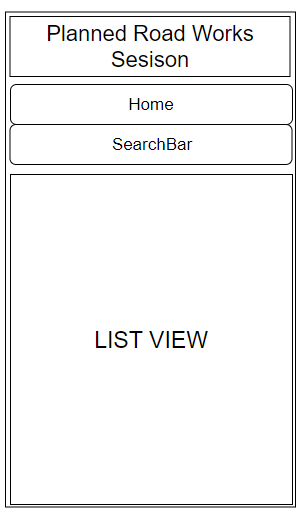 Planned Road Works
Sesison
Home
SearchBar
LIST VIEW